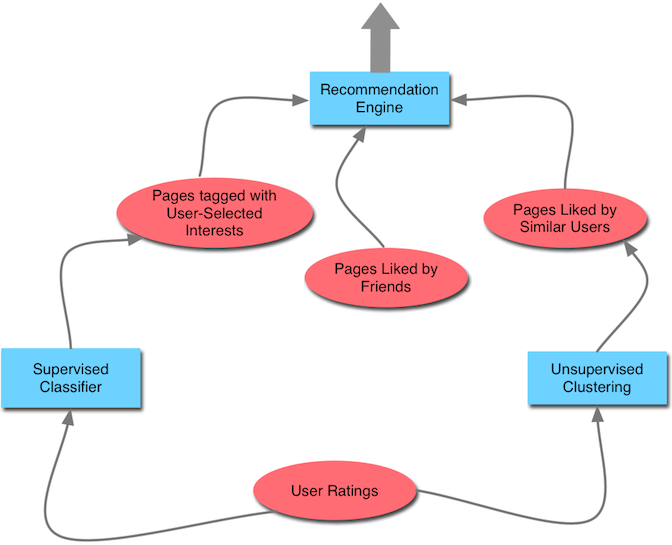 Recommendation
Engine
Pages tagged with
User-Selected
Interests
Pages Liked by
Similar Users
Pages Liked by
Friends
Supervised
Classifier
Unsupervised
Clustering
User Ratings